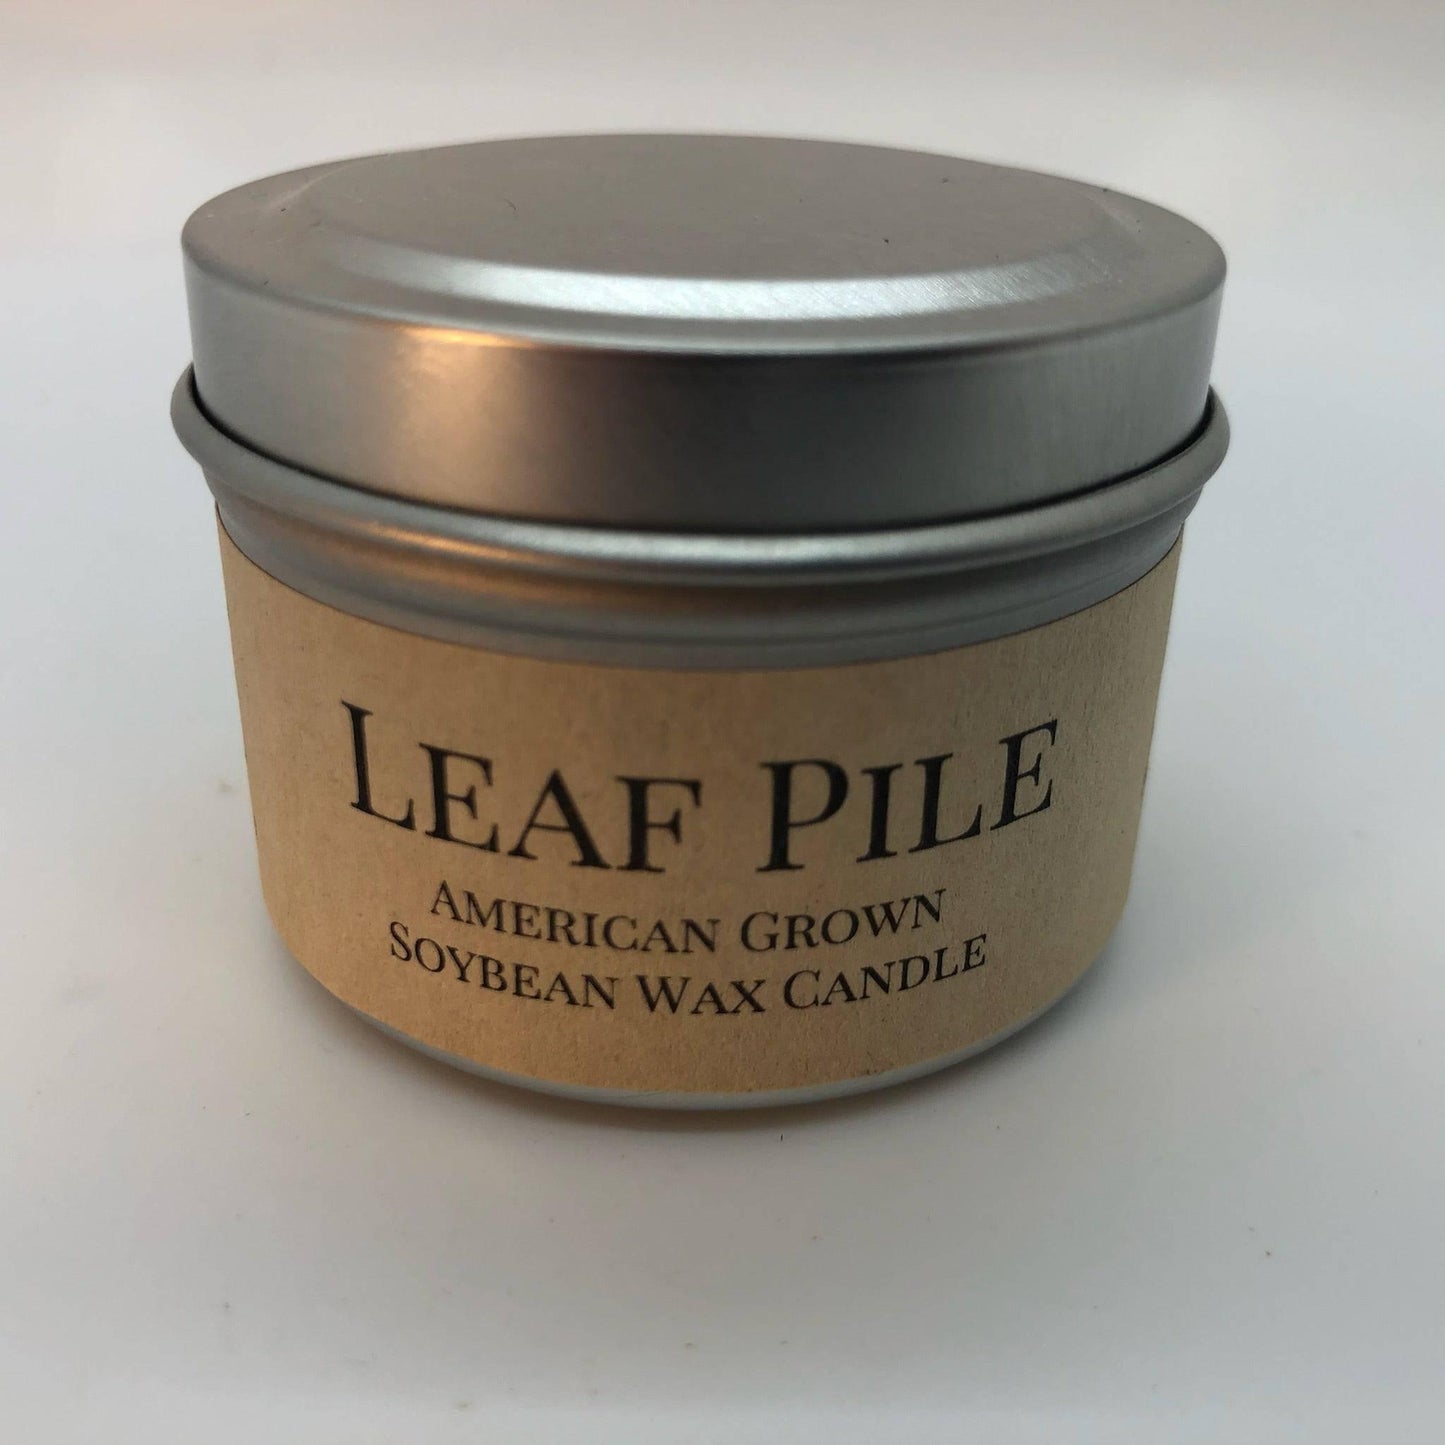 Leaf Pile
American Grown
Soybean Wax Candle